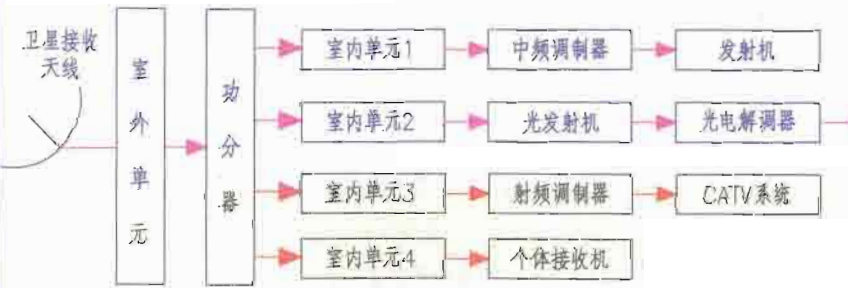 卫星接收
天线
室外单元
功分器
室内单元1
中频调制器
发射机
室内单元2
光发射机
光电解调器
室内单元3
射频调制器
CATV系统
室内单元4
个体接收机